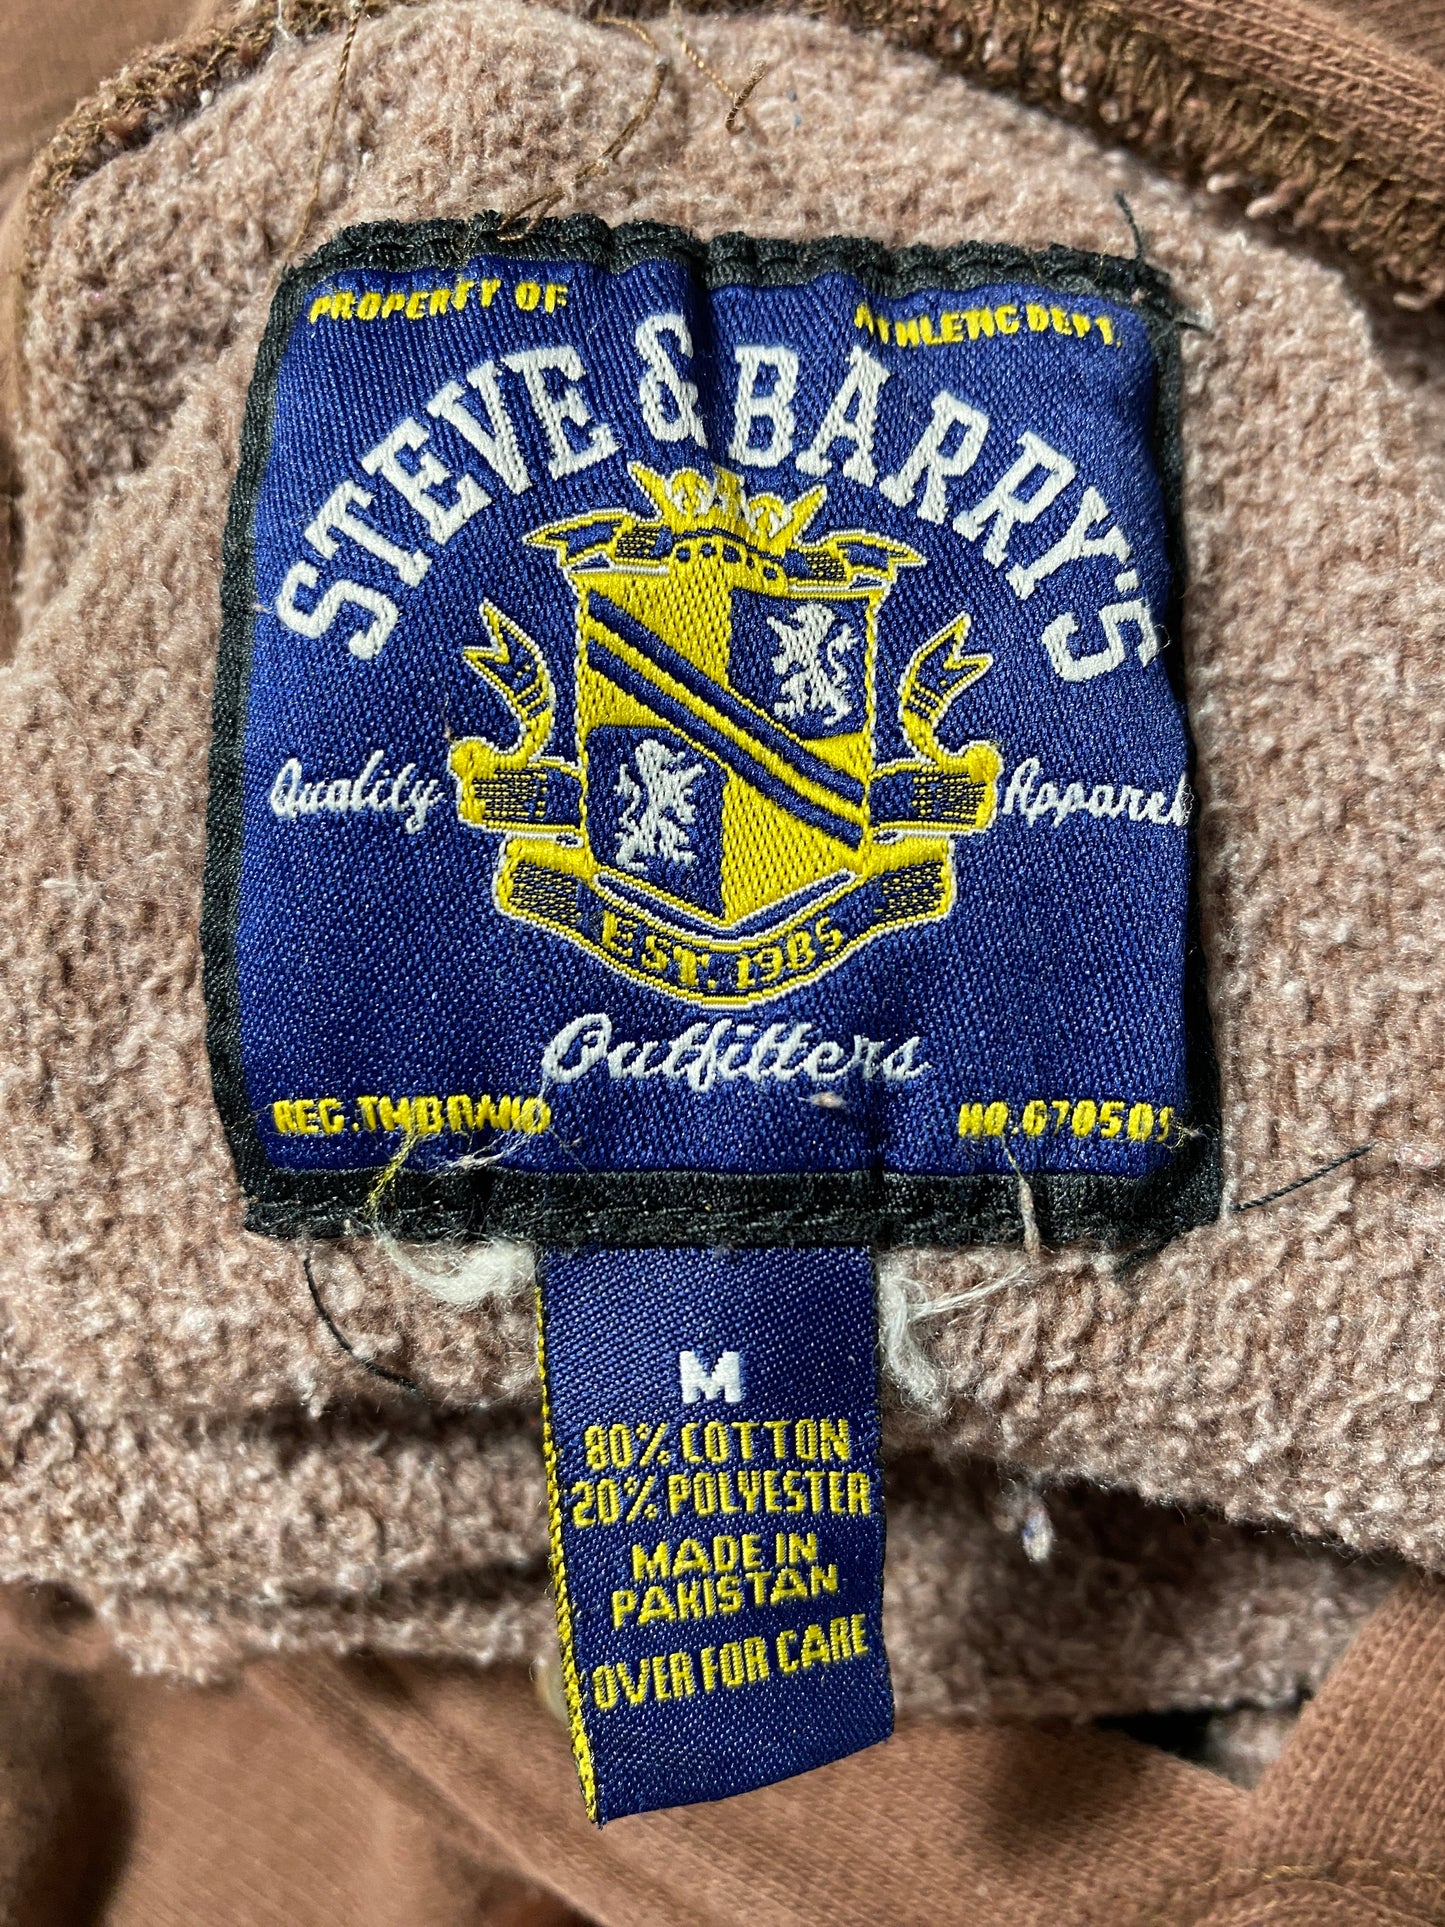 PROPERTY OF ATHLETIC DEPT.
STEVE & BARRY'S
Quality Apparel
EST. 1985
Outfitters
REG.TMBRAND NO.670505
M
80% COTTON
20% POLYESTER
MADE IN
PAKISTAN
OVER FOR CARE